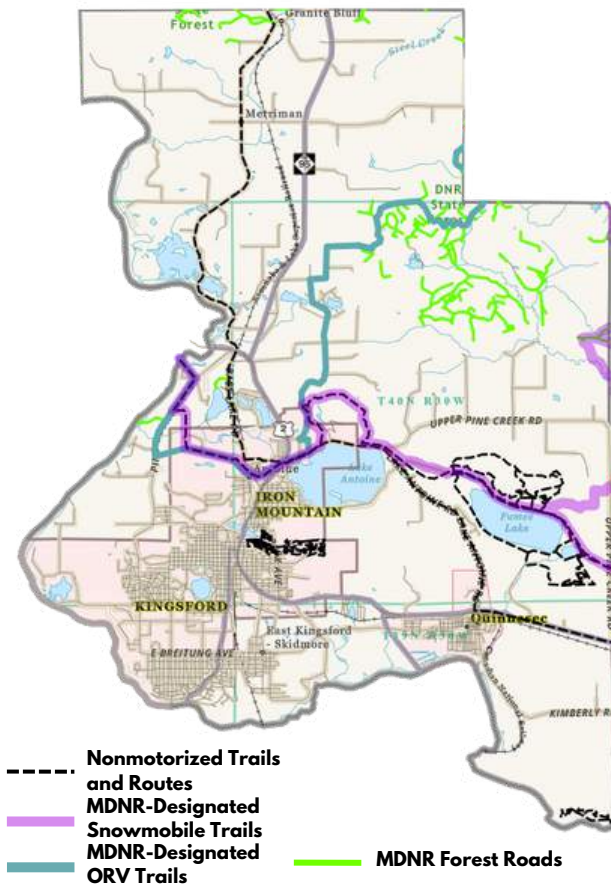 Forest
Granite Bluff
Merriman
95
DNR
State
T40N R30W
UPPER PINE CREEK RD
2
Antoine
Lake
Antoine
IRON
MOUNTAIN
Fumee
Lake
KINGSFORD
Quinnesec
East Kingsford
- Skidmore
E BREITUNG AVE
KIMBERLY R
Nonmotorized Trails
and Routes
MDNR-Designated
Snowmobile Trails
MDNR-Designated
ORV Trails
MDNR Forest Roads